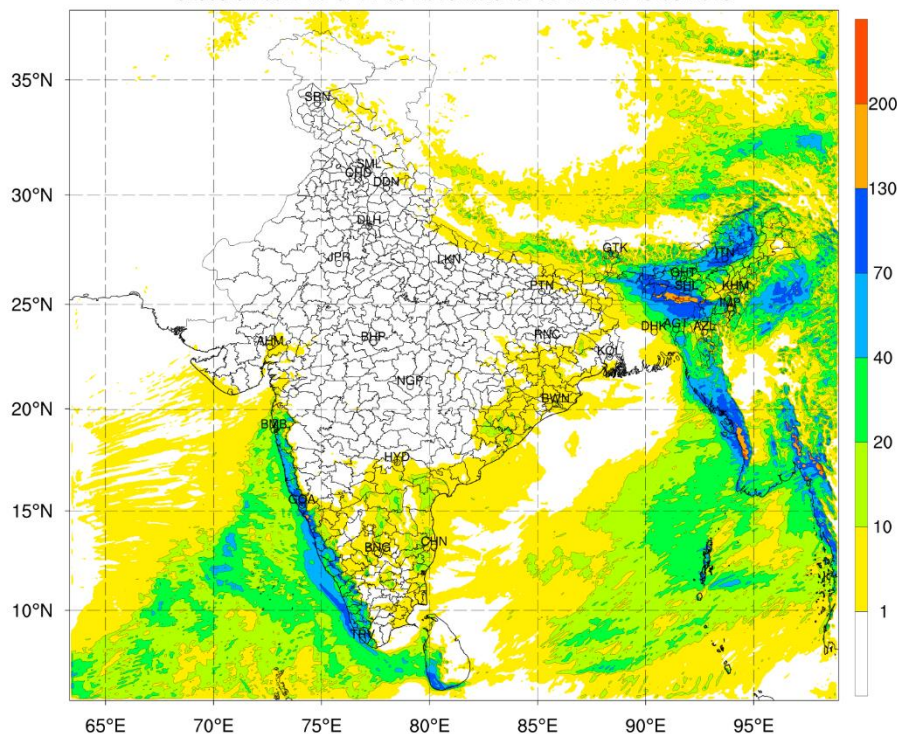 35°N
30°N
25°N
20°N
15°N
10°N
65°E 70°E 75°E 80°E 85°E 90°E 95°E
200
130
70
40
20
10
1
SRN
SML
CHD
DDN
DLH
JPR
LKN
GTK
ITN
GHT
SHL
KHM
PTN
IMP
DHK
AGT
AZL
AHM
BHP
RNC
KOL
NGP
BWN
BMB
HYD
GOA
BNG
CHN
TRV